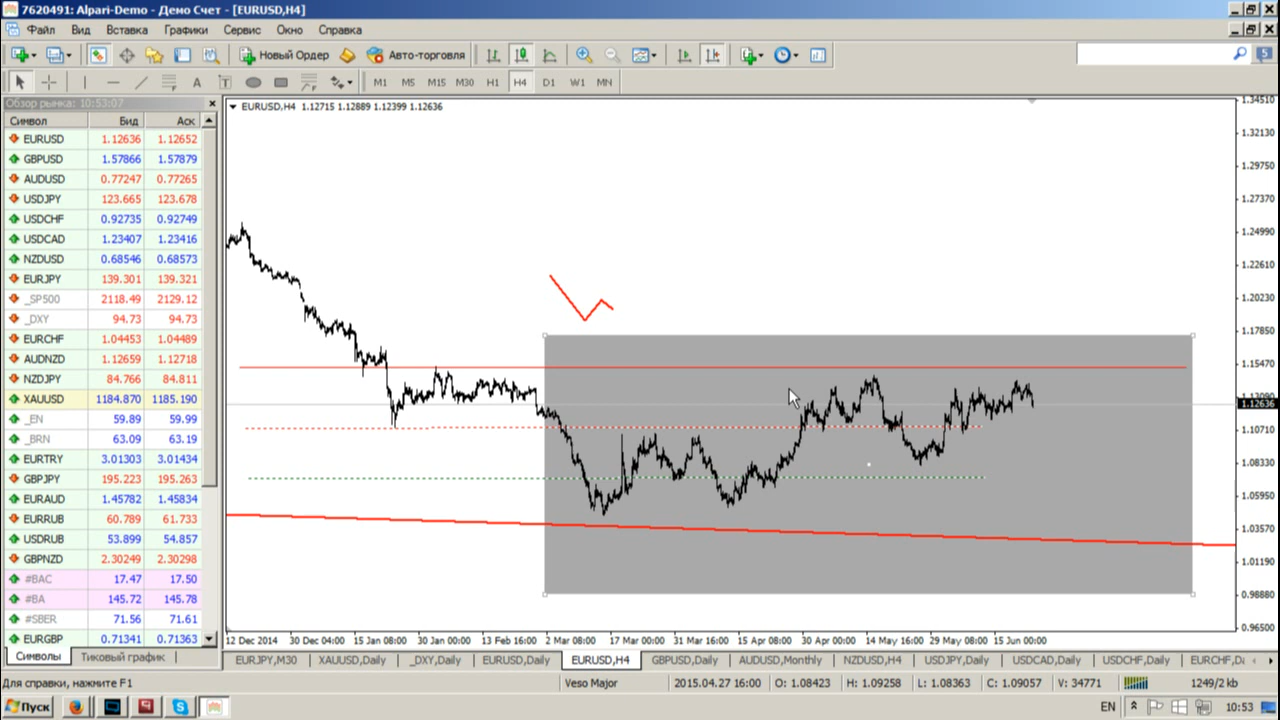 7620491: Alpari-Demo - Демо Счет - [EURUSD,H4]
Файл Вид Вставка Графики Сервис Окно Справка
Новый Ордер Авто-торговля 5
A T M1 M5 M15 M30 H1 H4 D1 W1 MN
Обзор рынка: 10:53:07
Символ Бид Аск
EURUSD 1.12636 1.12652
GBPUSD 1.57866 1.57879
AUDUSD 0.77247 0.77265
USDJPY 123.665 123.678
USDCHF 0.92735 0.92749
USDCAD 1.23407 1.23416
NZDUSD 0.68546 0.68573
EURJPY 139.301 139.321
_SP500 2118.49 2129.12
_DXY 94.73 94.73
EURCHF 1.04453 1.04489
AUDNZD 1.12659 1.12718
NZDJPY 84.766 84.811
XAUUSD 1184.870 1185.190
_EN 59.89 59.99
_BRN 63.09 63.19
EURTRY 3.01303 3.01434
GBPJPY 195.223 195.263
EURAUD 1.45782 1.45834
EURRUB 60.789 61.733
USDRUB 53.899 54.857
GBPNZD 2.30249 2.30298
#BAC 17.47 17.50
#BA 145.72 145.78
#SBER 71.56 71.61
EURGBP 0.71341 0.71363
Символы Тиковый график
EURUSD,H4 1.12715 1.12889 1.12399 1.12636
1.34510
1.32130
1.29750
1.27370
1.24990
1.22610
1.20230
1.17850
1.15470
1.13090
1.12636
1.10710
1.08330
1.05950
1.03570
1.01190
0.98880
0.96500
12 Dec 2014 30 Dec 04:00 15 Jan 08:00 30 Jan 00:00 13 Feb 16:00 2 Mar 08:00 17 Mar 00:00 31 Mar 16:00 15 Apr 08:00 30 Apr 00:00 14 May 16:00 29 May 08:00 15 Jun 00:00
EURJPY,M30 XAUUSD,Daily _DXY,Daily EURUSD,Daily EURUSD,H4 GBPUSD,Daily AUDUSD,Monthly NZDUSD,H4 USDJPY,Daily USDCAD,Daily USDCHF,Daily EURCHF,Da
Для справки, нажмите F1 Veso Major 2015.04.27 16:00 O: 1.08423 H: 1.09258 L: 1.08363 C: 1.09057 V: 34771 1249/2 kb
Пуск EN 10:53